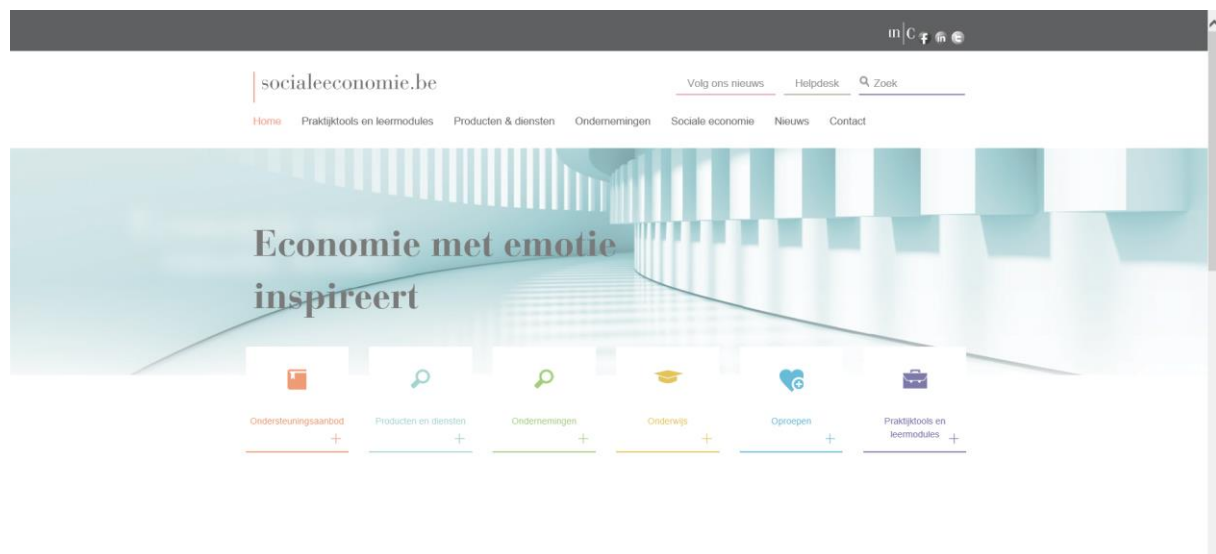 in|c
socialeeconomie.be
Volg ons nieuws Helpdesk Zoek
Home Praktijktools en leermodules Producten & diensten Ondernemingen Sociale economie Nieuws Contact
Economie met emotie
inspireert
Ondersteuningsaanbod Producten en diensten Ondernemingen Onderwijs Oproepen Praktijktools en
leermodules